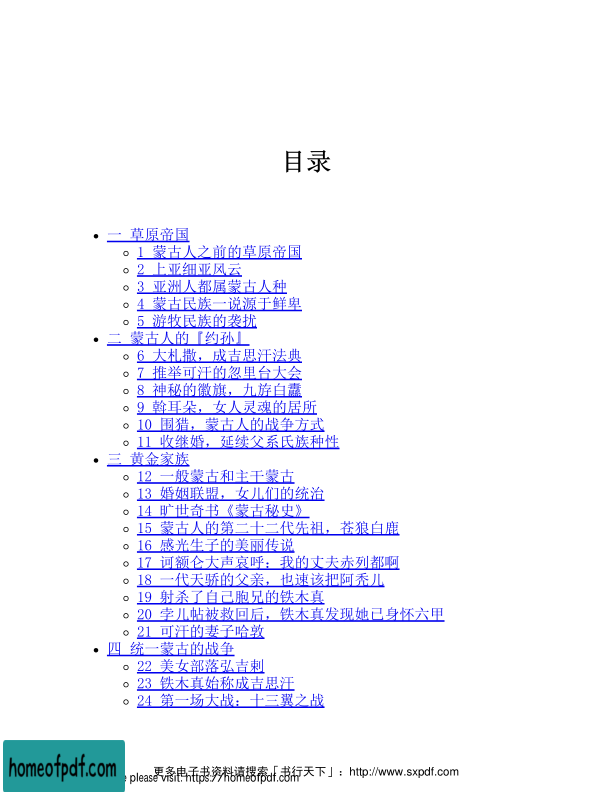 目录
一 草原帝国
1 蒙古人之前的草原帝国
2 上亚细亚风云
3 亚洲人都属蒙古人种
4 蒙古民族一说源于鲜卑
5 游牧民族的袭扰
二 蒙古人的『约孙』
6 大札撒，成吉思汗法典
7 推举可汗的忽里台大会
8 神秘的徽旗，九斿白纛
9 斡耳朵，女人灵魂的居所
10 围猎，蒙古人的战争方式
11 收继婚，延续父系氏族种性
三 黄金家族
12 一般蒙古和主干蒙古
13 婚姻联盟，女儿们的统治
14 旷世奇书《蒙古秘史》
15 蒙古人的第二十二代先祖，苍狼白鹿
16 感光生子的美丽传说
17 诃额仑大声哀呼：我的丈夫赤列都啊
18 一代天骄的父亲，也速该把阿秃儿
19 射杀了自己胞兄的铁木真
20 孛儿帖被救回后，铁木真发现她已身怀六甲
21 可汗的妻子哈敦
四 统一蒙古的战争
22 美女部落弘吉剌
23 铁木真始称成吉思汗
24 第一场大战：十三翼之战
更多电子书资料请搜索「书行天下」：http://www.sxpdf.com
homeofpdf.com
please visit: https://homeofpdf.com